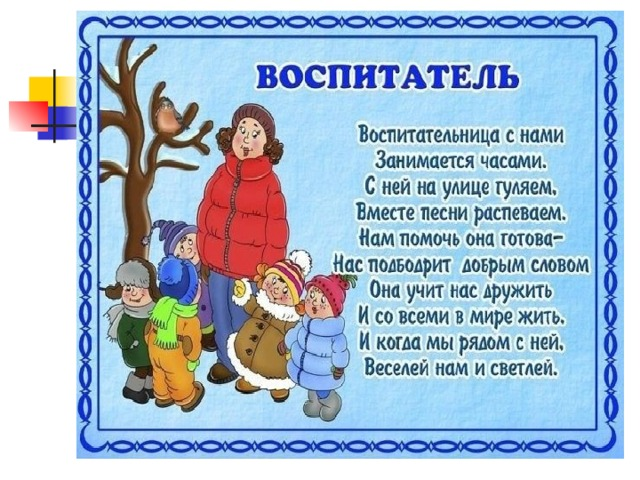 ВОСПИТАТЕЛЬ
Воспитательница с нами
Занимается часами.
С ней на улице гуляем,
Вместе песни распеваем.
Нам помочь она готова–
Нас подбодрит добрым словом
Она учит нас дружить
И со всеми в мире жить.
И когда мы рядом с ней,
Веселей нам и светлей.